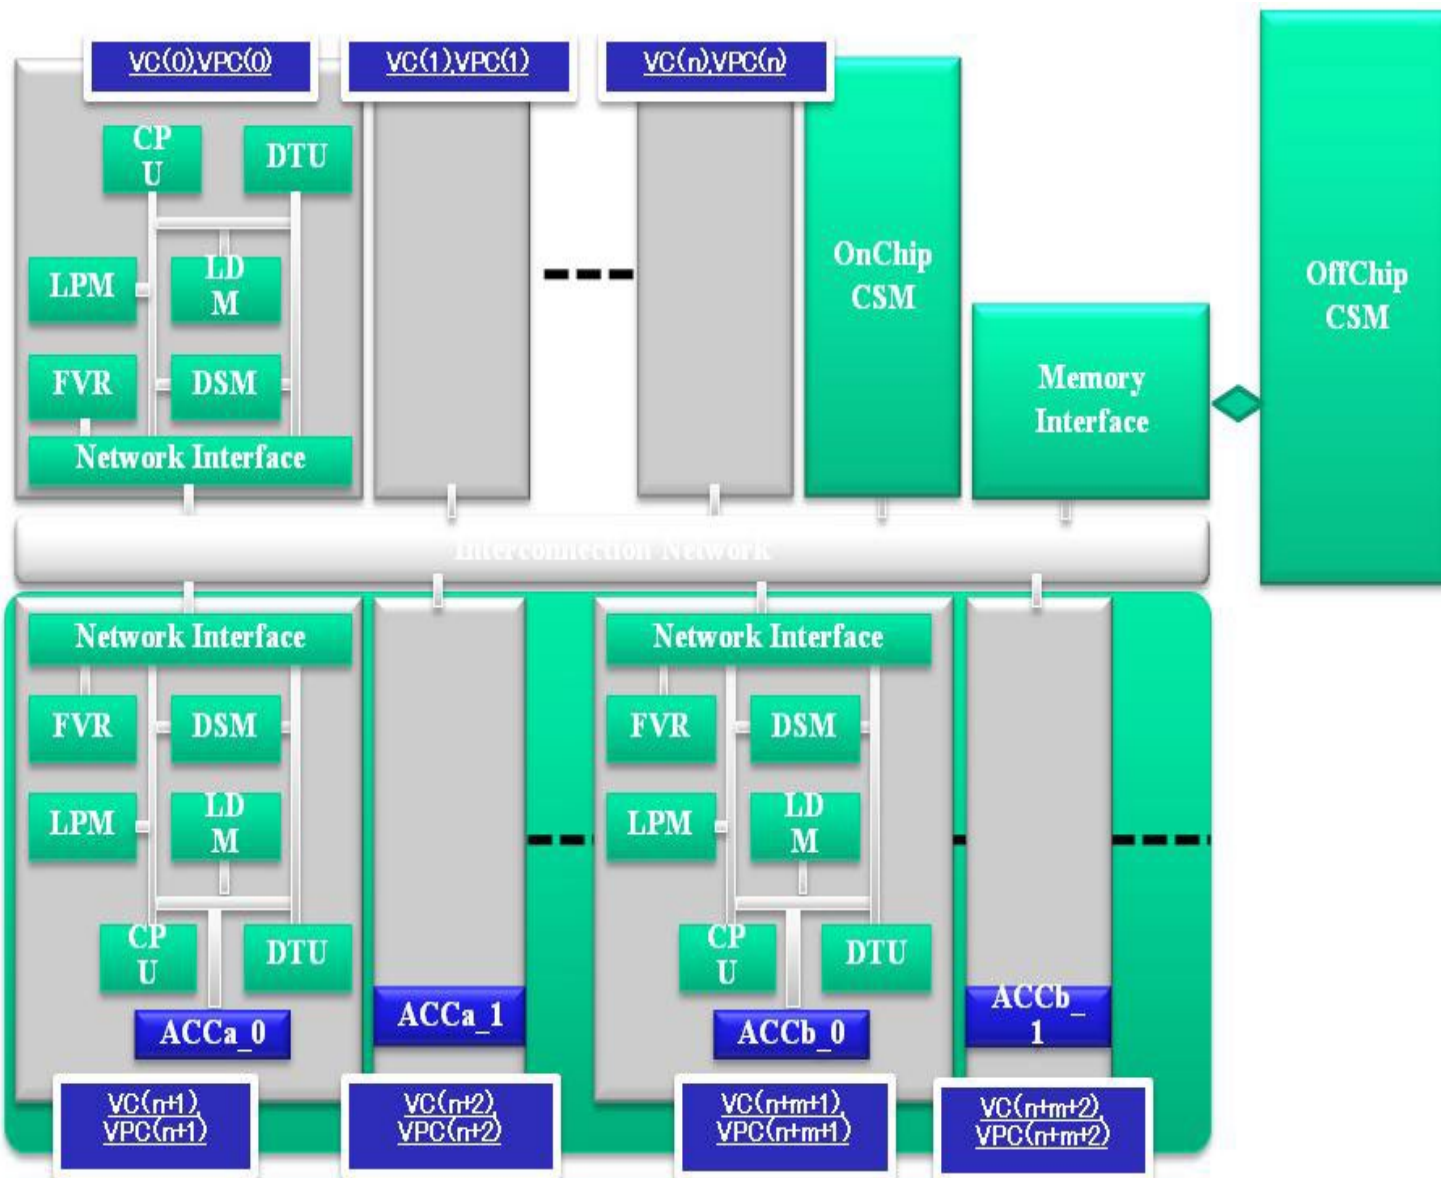 VC(0),VPC(0)
VC(1),VPC(1)
VC(n),VPC(n)
CP
U
DTU
LPM
LD
M
FVR
DSM
Network Interface
OnChip
CSM
Memory
Interface
OffChip
CSM
Interconnection Network
Network Interface
FVR
DSM
LPM
LD
M
CP
U
DTU
ACCa_0
ACCa_1
Network Interface
FVR
DSM
LPM
LD
M
CP
U
DTU
ACCb_0
ACCb_
1
VC(n+1),
VPC(n+1)
VC(n+2),
VPC(n+2)
VC(n+m+1),
VPC(n+m+1)
VC(n+m+2),
VPC(n+m+2)